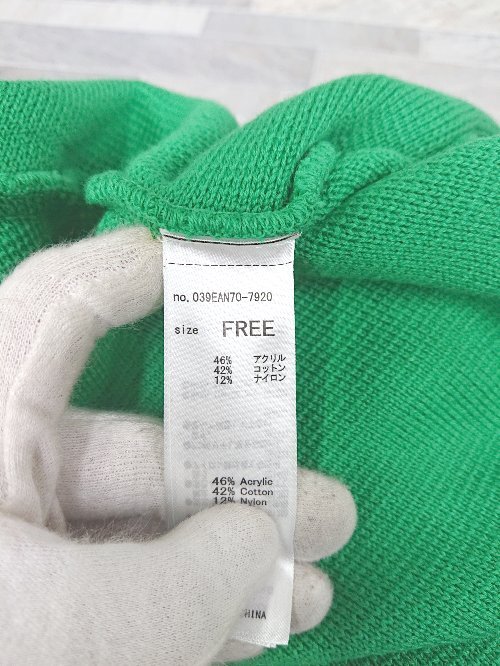 no. 039EAN70-7920
size FREE
46% アクリル
42% コットン
12% ナイロン
46% Acrylic
42% Cotton
12% Nylon